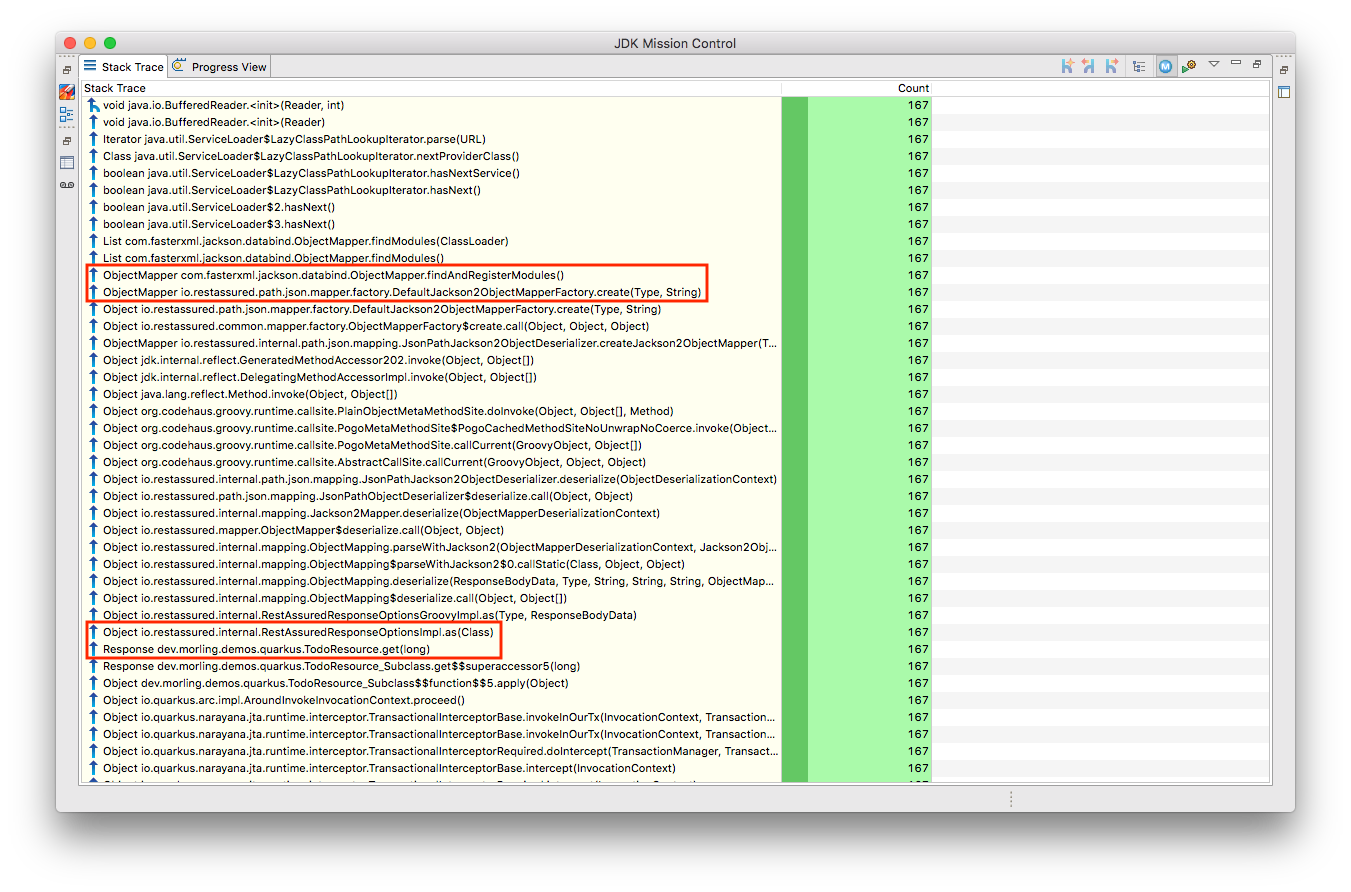 JDK Mission Control
Stack Trace Progress View
Stack Trace Count
void java.io.BufferedReader.<init>(Reader, int) 167
void java.io.BufferedReader.<init>(Reader) 167
Iterator java.util.ServiceLoader$LazyClassPathLookupIterator.parse(URL) 167
Class java.util.ServiceLoader$LazyClassPathLookupIterator.nextProviderClass() 167
boolean java.util.ServiceLoader$LazyClassPathLookupIterator.hasNextService() 167
boolean java.util.ServiceLoader$LazyClassPathLookupIterator.hasNext() 167
boolean java.util.ServiceLoader$2.hasNext() 167
boolean java.util.ServiceLoader$3.hasNext() 167
List com.fasterxml.jackson.databind.ObjectMapper.findModules(ClassLoader) 167
List com.fasterxml.jackson.databind.ObjectMapper.findModules() 167
ObjectMapper com.fasterxml.jackson.databind.ObjectMapper.findAndRegisterModules() 167
ObjectMapper io.restassured.path.json.mapper.factory.DefaultJackson2ObjectMapperFactory.create(Type, String) 167
Object io.restassured.path.json.mapper.factory.DefaultJackson2ObjectMapperFactory.create(Type, String) 167
Object io.restassured.common.mapper.factory.ObjectMapperFactory$create.call(Object, Object, Object) 167
ObjectMapper io.restassured.internal.path.json.mapping.JsonPathJackson2ObjectDeserializer.createJackson2ObjectMapper(T... 167
Object jdk.internal.reflect.GeneratedMethodAccessor202.invoke(Object, Object[]) 167
Object jdk.internal.reflect.DelegatingMethodAccessorImpl.invoke(Object, Object[]) 167
Object java.lang.reflect.Method.invoke(Object, Object[]) 167
Object org.codehaus.groovy.runtime.callsite.PlainObjectMetaMethodSite.doInvoke(Object, Object[], Method) 167
Object org.codehaus.groovy.runtime.callsite.PogoMetaMethodSite$PogoCachedMethodSiteNoUnwrapNoCoerce.invoke(Object... 167
Object org.codehaus.groovy.runtime.callsite.PogoMetaMethodSite.callCurrent(GroovyObject, Object[]) 167
Object org.codehaus.groovy.runtime.callsite.AbstractCallSite.callCurrent(GroovyObject, Object, Object) 167
Object io.restassured.internal.path.json.mapping.JsonPathJackson2ObjectDeserializer.deserialize(ObjectDeserializationContext) 167
Object io.restassured.path.json.mapping.JsonPathObjectDeserializer$deserialize.call(Object, Object) 167
Object io.restassured.internal.mapping.Jackson2Mapper.deserialize(ObjectMapperDeserializationContext) 167
Object io.restassured.mapper.ObjectMapper$deserialize.call(Object, Object) 167
Object io.restassured.internal.mapping.ObjectMapping.parseWithJackson2(ObjectMapperDeserializationContext, Jackson2Obj... 167
Object io.restassured.internal.mapping.ObjectMapping$parseWithJackson2$0.callStatic(Class, Object, Object) 167
Object io.restassured.internal.mapping.ObjectMapping.deserialize(ResponseBodyData, Type, String, String, String, ObjectMap... 167
Object io.restassured.internal.mapping.ObjectMapping$deserialize.call(Object, Object[]) 167
Object io.restassured.internal.RestAssuredResponseOptionsGroovyImpl.as(Type, ResponseBodyData) 167
Object io.restassured.internal.RestAssuredResponseOptionsImpl.as(Class) 167
Response dev.morling.demos.quarkus.TodoResource.get(long) 167
Response dev.morling.demos.quarkus.TodoResource_Subclass.get$$superaccessor5(long) 167
Object dev.morling.demos.quarkus.TodoResource_Subclass$$function$$5.apply(Object) 167
Object io.quarkus.arc.impl.AroundInvokeInvocationContext.proceed() 167
Object io.quarkus.narayana.jta.runtime.interceptor.TransactionalInterceptorBase.invokeInOurTx(InvocationContext, Transaction... 167
Object io.quarkus.narayana.jta.runtime.interceptor.TransactionalInterceptorBase.invokeInOurTx(InvocationContext, Transaction... 167
Object io.quarkus.narayana.jta.runtime.interceptor.TransactionalInterceptorRequired.doIntercept(TransactionManager, Transact... 167
Object io.quarkus.narayana.jta.runtime.interceptor.TransactionalInterceptorBase.intercept(InvocationContext) 167